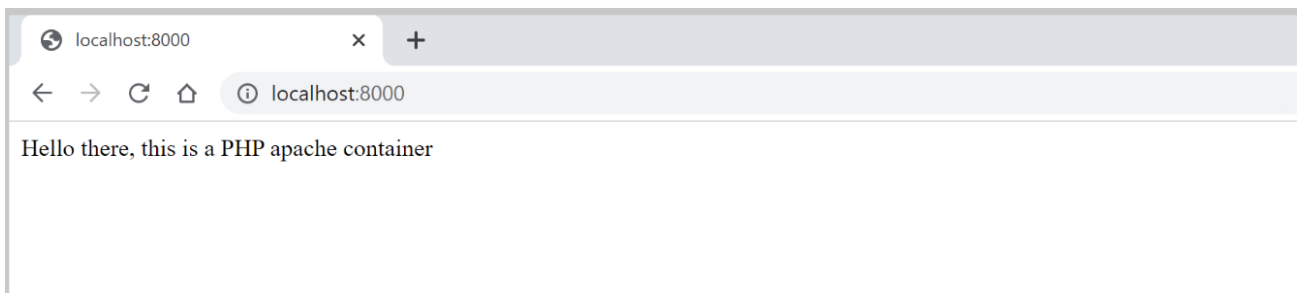 localhost:8000
localhost:8000
Hello there, this is a PHP apache container